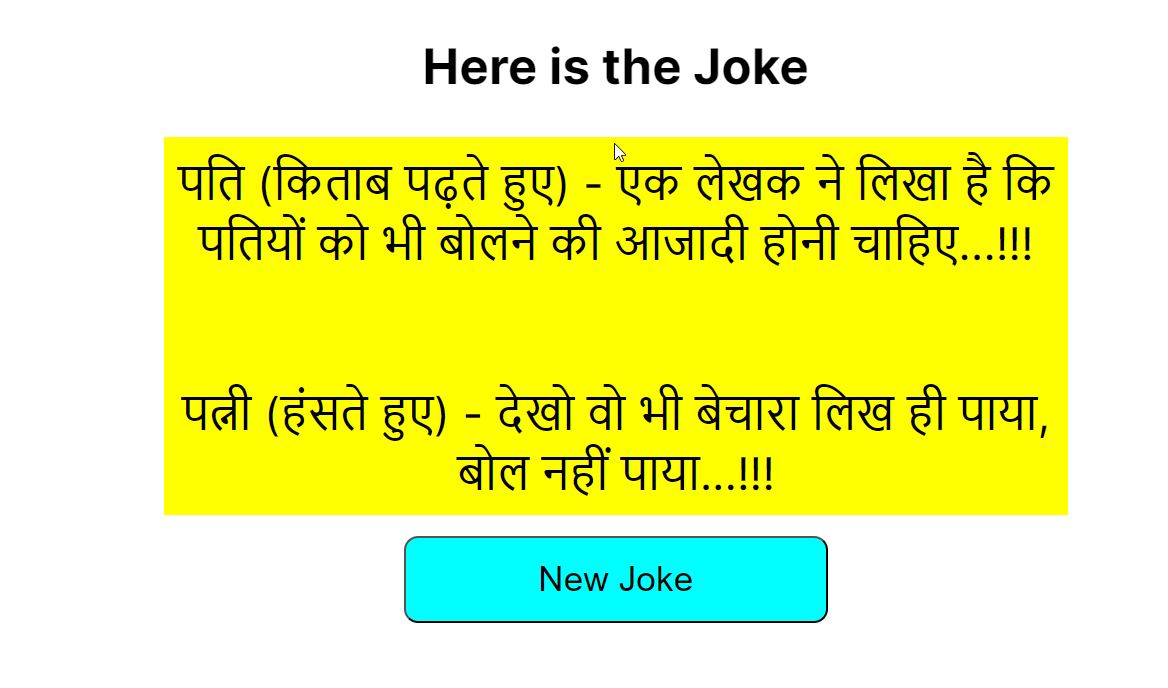 Here is the Joke
पति (किताब पढ़ते हुए) - एक लेखक ने लिखा है कि
पतियों को भी बोलने की आजादी होनी चाहिए...!!!
पत्नी (हंसते हुए) - देखो वो भी बेचारा लिख ही पाया,
बोल नहीं पाया...!!!
New Joke